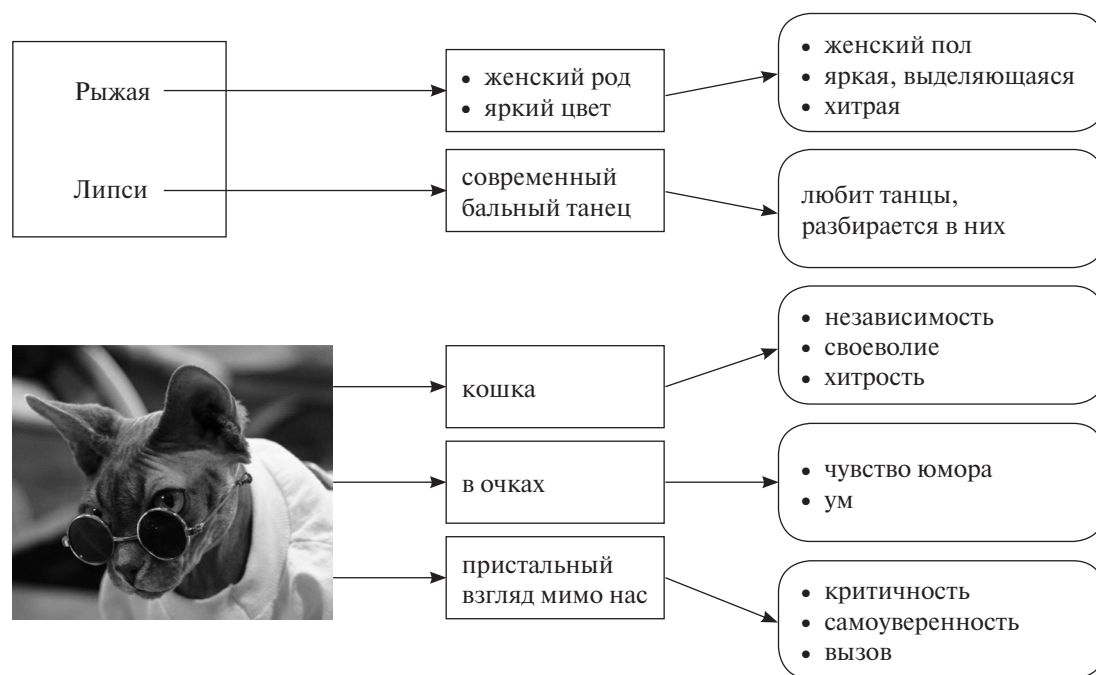 Рыжая
• женский род
• яркий цвет
• женский пол
• яркая, выделяющаяся
• хитрая
Липси
современный
бальный танец
любит танцы,
разбирается в них
кошка
• независимость
• своеволие
• хитрость
в очках
• чувство юмора
• ум
пристальный
взгляд мимо нас
• критичность
• самоуверенность
• вызов